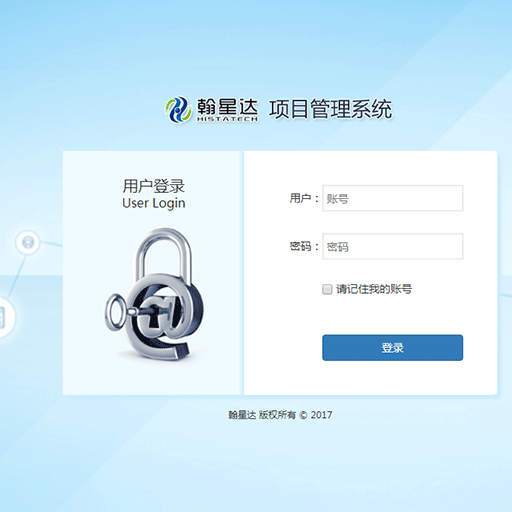 翰星达 项目管理系统
HISTATECH
用户登录
User Login
用户：账号
密码：密码
请记住我的账号
登录
翰星达 版权所有 © 2017